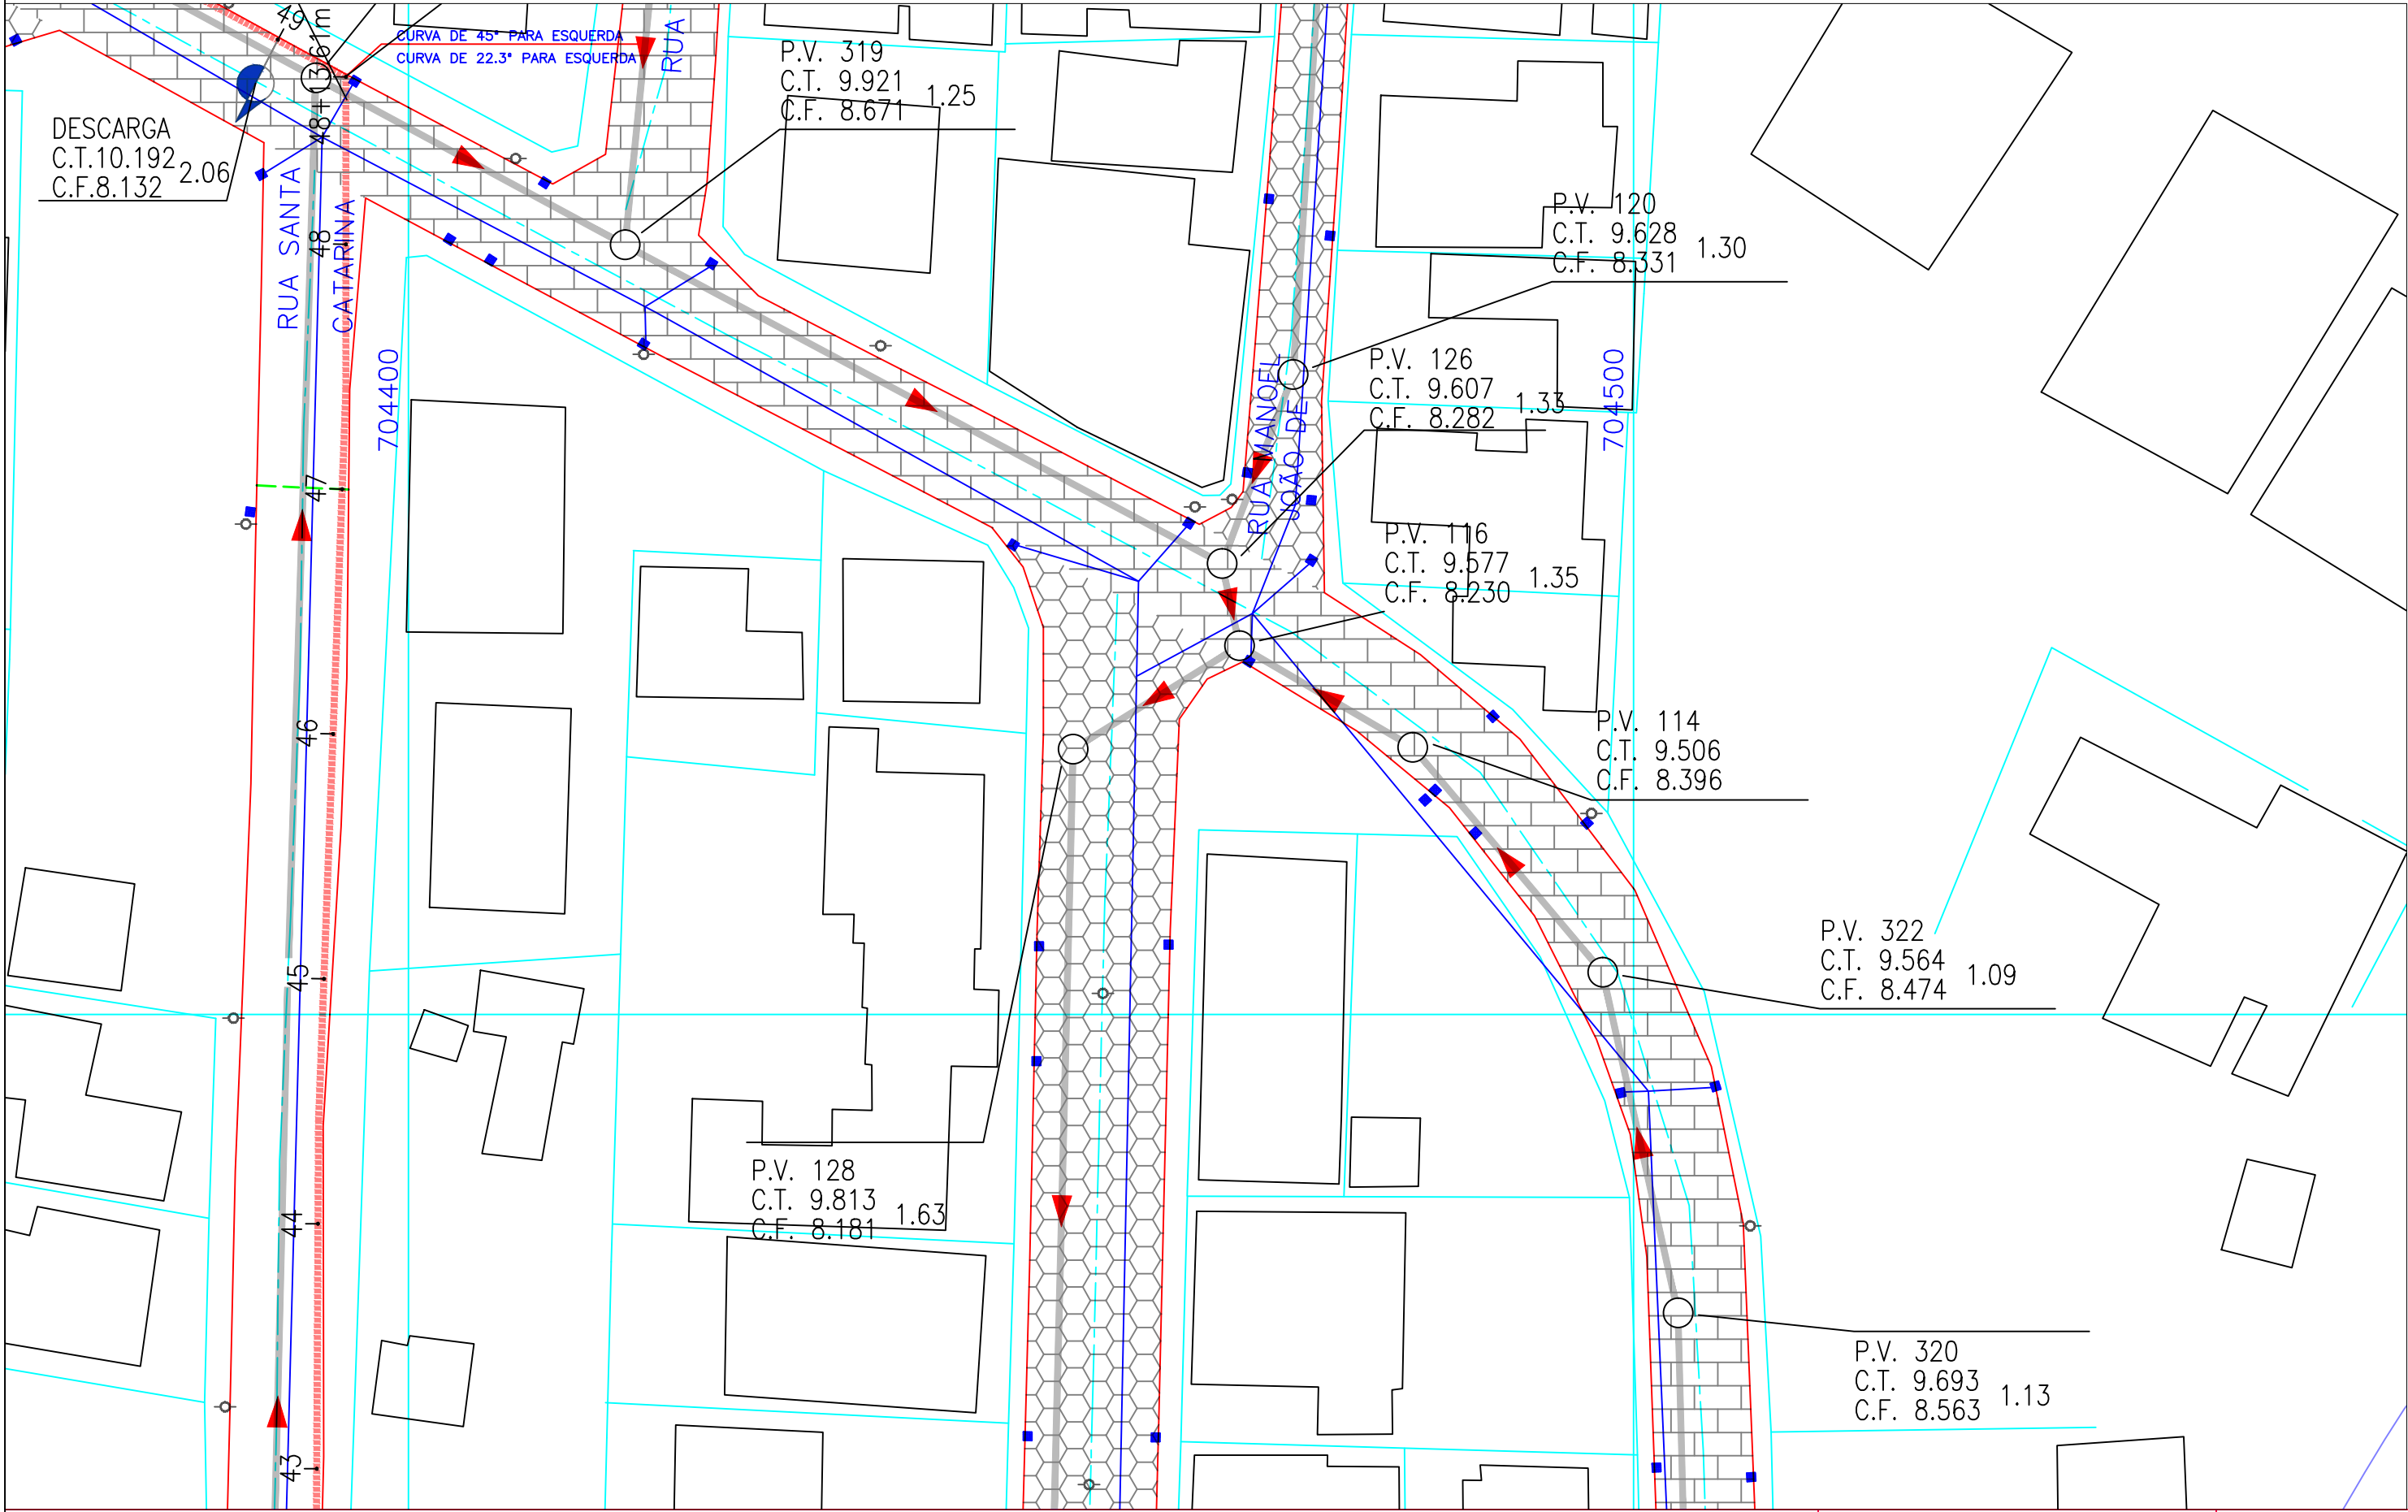 49
48+13.61m
CURVA DE 45° PARA ESQUERDA
CURVA DE 22.3° PARA ESQUERDA
RUA
P.V. 319
C.T. 9.921
C.F. 8.671 1.25
DESCARGA
C.T.10.192
C.F.8.132 2.06
RUA SANTA
CATARINA
48
P.V. 120
C.T. 9.628
C.F. 8.331 1.30
704400
704500
P.V. 126
C.T. 9.607
C.F. 8.282 1.33
RUA MANOEL
JOÃO DE
47
P.V. 116
C.T. 9.577
C.F. 8.230 1.35
46
P.V. 114
C.T. 9.506
C.F. 8.396
45
P.V. 322
C.T. 9.564
C.F. 8.474 1.09
P.V. 128
C.T. 9.813
C.F. 8.181 1.63
44
P.V. 320
C.T. 9.693
C.F. 8.563 1.13
43